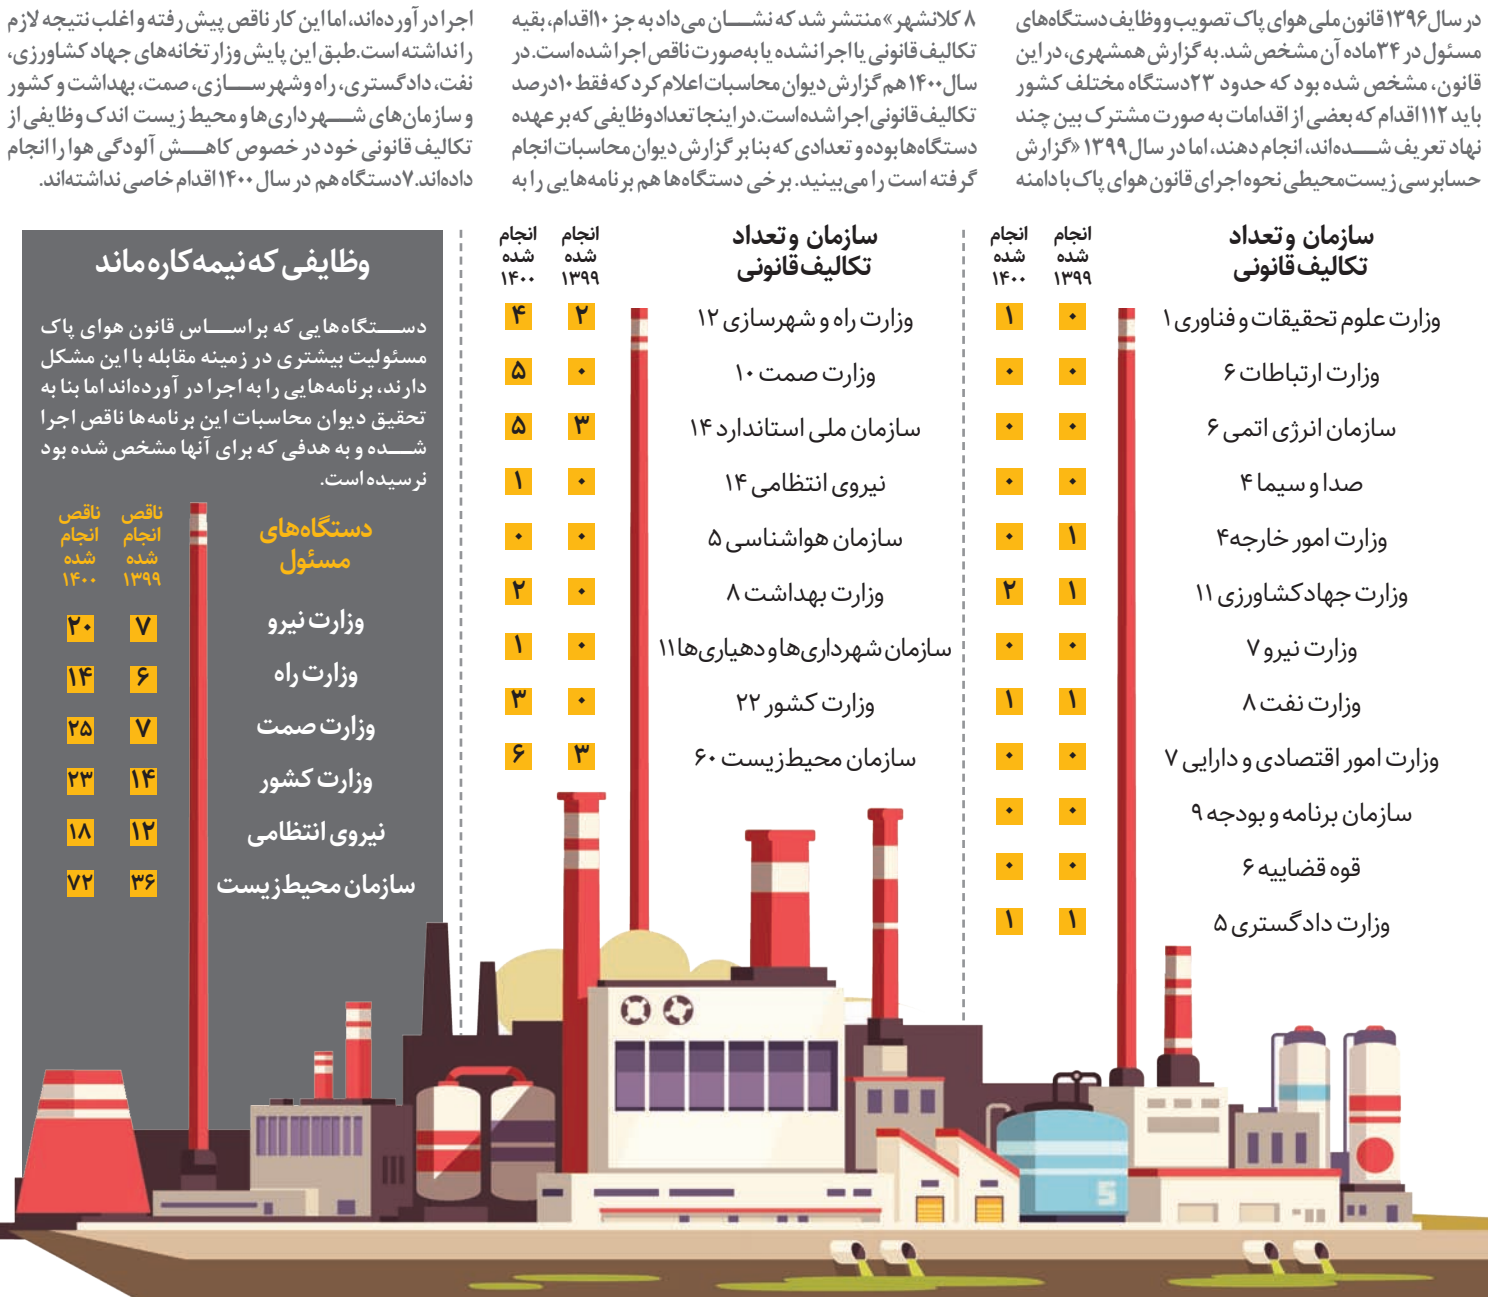 در سال ۱۳۹۶ قانون ملی هوای پاک تصویب و وظایف دستگاه‌های
مسئول در ۳۴ ماده آن مشخص شد. به گزارش همشهری، در این
قانون، مشخص شده بود که حدود ۲۳ دستگاه مختلف کشور
باید ۱۱۲ اقدام که بعضی از اقدامات به صورت مشترک بین چند
نهاد تعریف شده‌اند، انجام دهند، اما در سال ۱۳۹۹ «گزارش
حسابرسی زیست‌محیطی نحوه اجرای قانون هوای پاک با دامنه
۸ کلانشهر» منتشر شد که نشان می‌داد به جز ۱۰ اقدام، بقیه
تکالیف قانونی یا اجرا نشده یا به‌صورت ناقص اجرا شده است. در
سال ۱۴۰۰ هم گزارش دیوان محاسبات اعلام کرد که فقط ۱۰ درصد
تکالیف قانونی اجرا شده است. در اینجا تعداد وظایفی که بر عهده
دستگاه‌ها بوده و تعدادی که بنابر گزارش دیوان محاسبات انجام
گرفته است را می‌بینید. برخی دستگاه‌ها هم برنامه‌هایی را به
اجرا در آورده‌اند، اما این کار ناقص پیش رفته و اغلب نتیجه لازم
را نداشته است. طبق این پایش وزارتخانه‌های جهاد کشاورزی،
نفت، دادگستری، راه و شهرسازی، صمت، بهداشت و کشور
و سازمان‌های شهرداری‌ها و محیط زیست اندک وظایفی از
تکالیف قانونی خود در خصوص کاهش آلودگی هوا را انجام
داده‌اند. ۷ دستگاه هم در سال ۱۴۰۰ اقدام خاصی نداشته‌اند.
سازمان و تعداد تکالیف قانونی | انجام شده ۱۳۹۹ | انجام شده ۱۴۰۰
وزارت علوم تحقیقات و فناوری ۱ ۰ ۱
وزارت ارتباطات ۶ ۰ ۰
سازمان انرژی اتمی ۶ ۰ ۰
صدا و سیما ۴ ۰ ۰
وزارت امور خارجه ۴ ۱ ۰
وزارت جهاد کشاورزی ۱۱ ۱ ۲
وزارت نیرو ۷ ۰ ۰
وزارت نفت ۸ ۱ ۱
وزارت امور اقتصادی و دارایی ۷ ۰ ۰
سازمان برنامه و بودجه ۹ ۰ ۰
قوه قضاییه ۶ ۰ ۰
وزارت دادگستری ۵ ۱ ۱
سازمان و تعداد تکالیف قانونی | انجام شده ۱۳۹۹ | انجام شده ۱۴۰۰
وزارت راه و شهرسازی ۱۲ ۲ ۴
وزارت صمت ۱۰ ۰ ۵
سازمان ملی استاندارد ۱۴ ۳ ۵
نیروی انتظامی ۱۴ ۰ ۱
سازمان هواشناسی ۵ ۰ ۰
وزارت بهداشت ۸ ۰ ۲
سازمان شهرداری‌ها و دهیاری‌ها ۱۱ ۰ ۱
وزارت کشور ۲۲ ۰ ۳
سازمان محیط‌زیست ۶۰ ۳ ۶
وظایفی که نیمه‌کاره ماند
دستگاه‌هایی که براساس قانون هوای پاک
مسئولیت بیشتری در زمینه مقابله با این مشکل
دارند، برنامه‌هایی را به اجرا در آورده‌اند اما بنا به
تحقیق دیوان محاسبات این برنامه‌ها ناقص اجرا
شده و به هدفی که برای آنها مشخص شده بود
نرسیده است.
دستگاه‌های مسئول | ناقص انجام شده ۱۳۹۹ | ناقص انجام شده ۱۴۰۰
وزارت نیرو ۷ ۲۰
وزارت راه ۶ ۱۴
وزارت صمت ۷ ۲۵
وزارت کشور ۱۴ ۲۳
نیروی انتظامی ۱۲ ۱۸
سازمان محیط‌زیست ۳۶ ۷۲
5